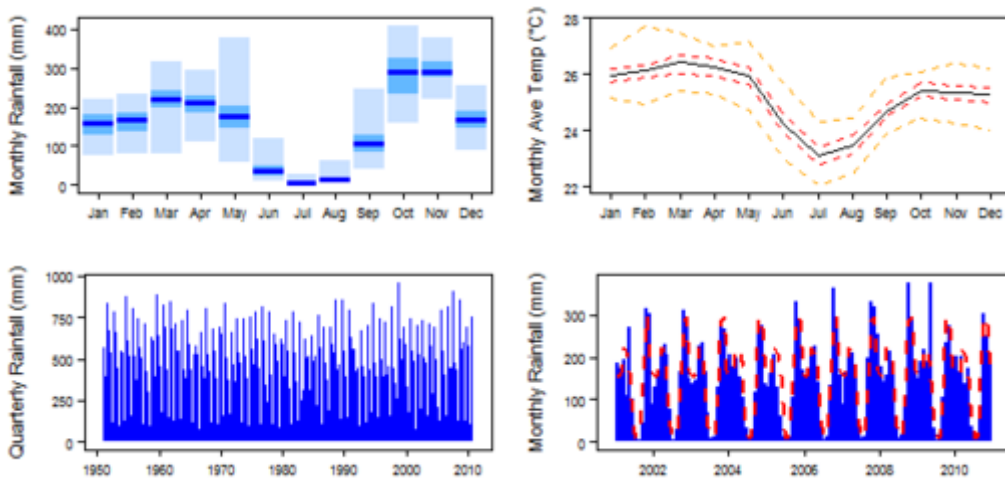 Monthly Rainfall (mm)
400
300
200
100
0
Jan Feb Mar Apr May Jun Jul Aug Sep Oct Nov Dec
Monthly Ave Temp (°C)
28
26
24
22
Jan Feb Mar Apr May Jun Jul Aug Sep Oct Nov Dec
Quarterly Rainfall (mm)
1000
750
500
250
0
1950 1960 1970 1980 1990 2000 2010
Monthly Rainfall (mm)
300
200
100
0
2002 2004 2006 2008 2010